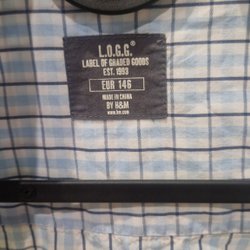 L.O.G.G.®
LABEL OF GRADED GOODS
EST. 1993
EUR 146
MADE IN CHINA
BY H&M
www.hm.com